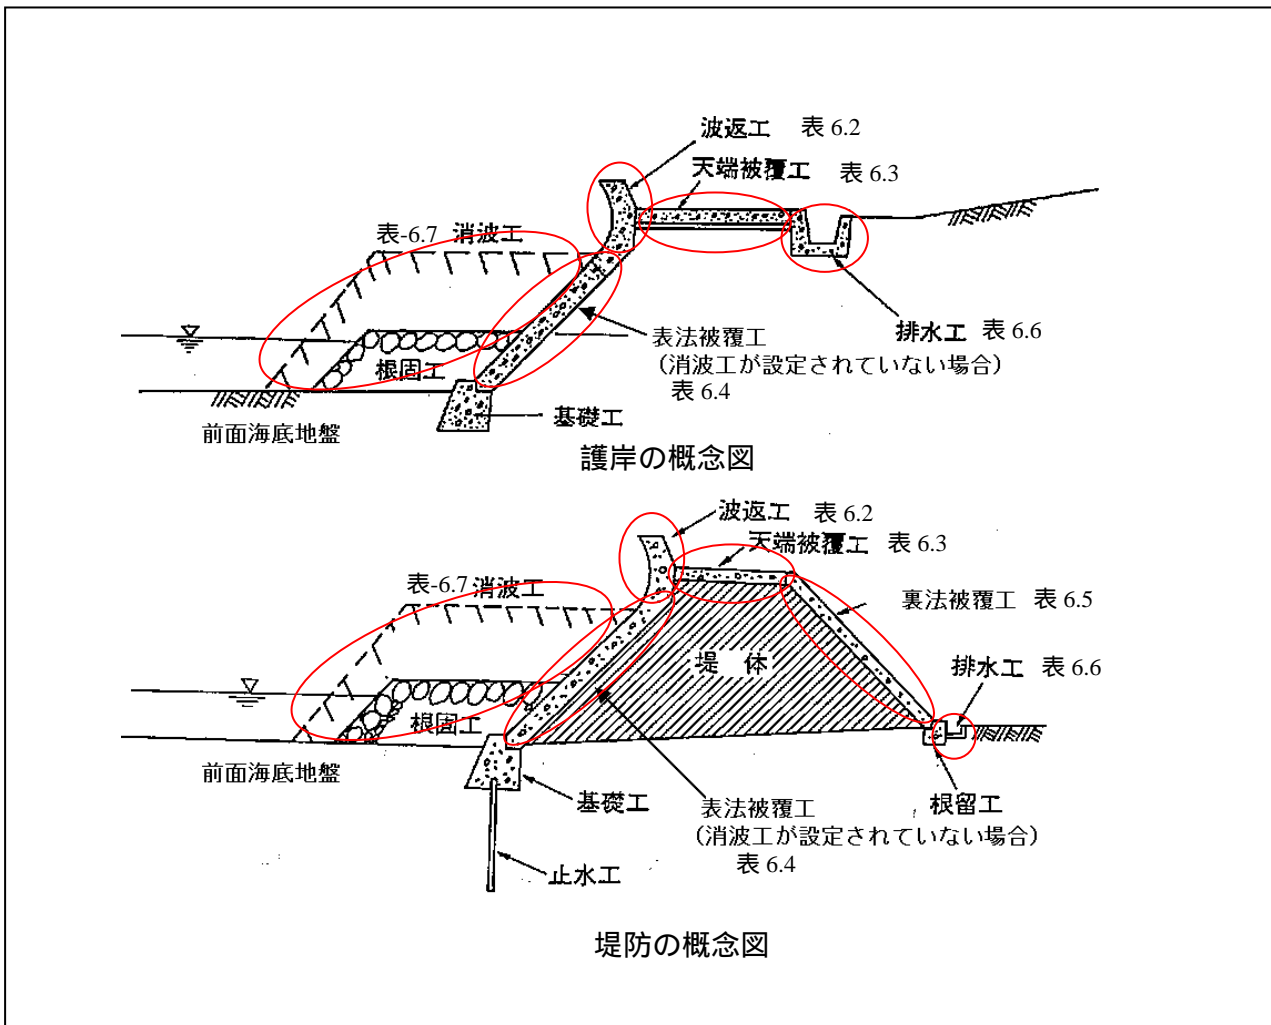 波返工 表 6.2
天端被覆工 表 6.3
表-6.7 消波工
排水工 表 6.6
表法被覆工
(消波工が設定されていない場合)
表 6.4
根固工
基礎工
前面海底地盤
護岸の概念図
波返工 表 6.2
天端被覆工 表 6.3
表-6.7 消波工
裏法被覆工 表 6.5
堤 体
排水工 表 6.6
根固工
前面海底地盤
基礎工
表法被覆工
(消波工が設定されていない場合)
表 6.4
根留工
止水工
堤防の概念図